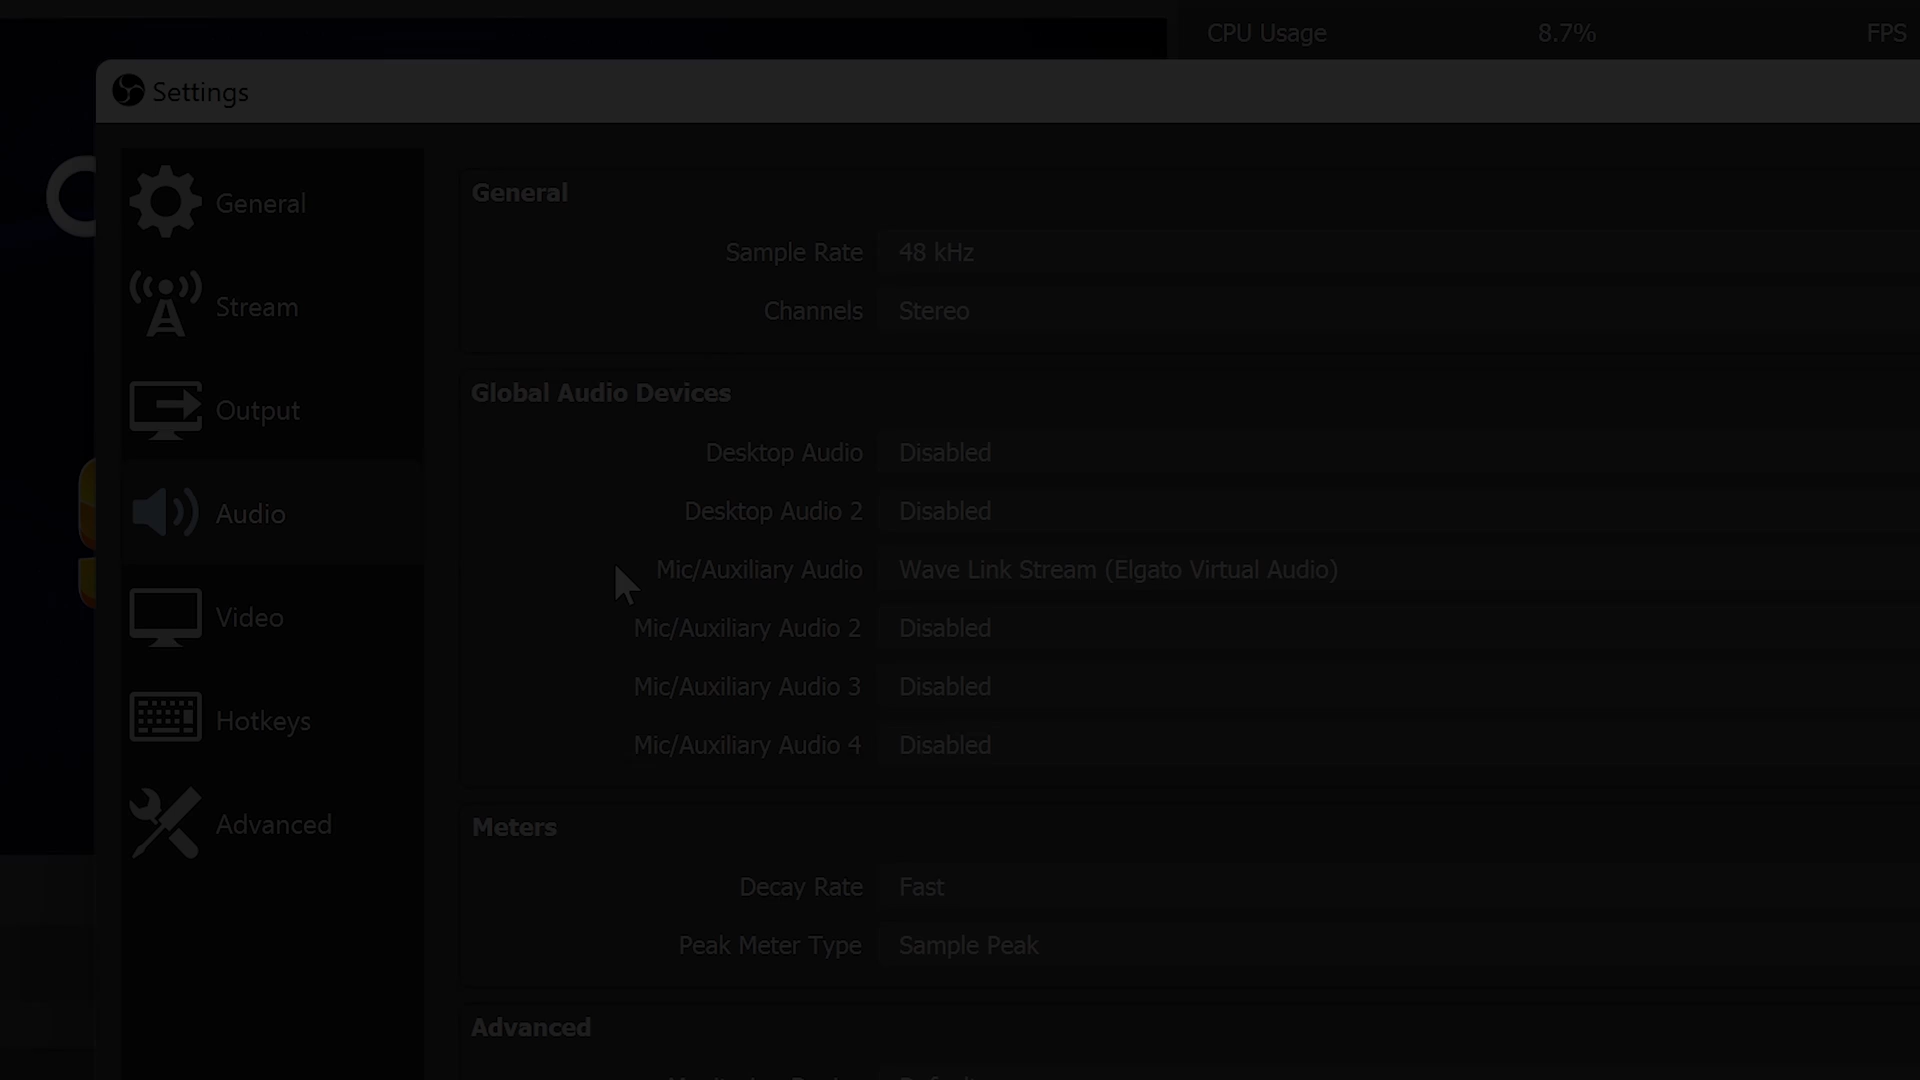 CPU Usage 8.7% FPS
Settings
General
Stream
Output
Audio
Video
Hotkeys
Advanced
General
Sample Rate 48 kHz
Channels Stereo
Global Audio Devices
Desktop Audio Disabled
Desktop Audio 2 Disabled
Mic/Auxiliary Audio Wave Link Stream (Elgato Virtual Audio)
Mic/Auxiliary Audio 2 Disabled
Mic/Auxiliary Audio 3 Disabled
Mic/Auxiliary Audio 4 Disabled
Meters
Decay Rate Fast
Peak Meter Type Sample Peak
Advanced